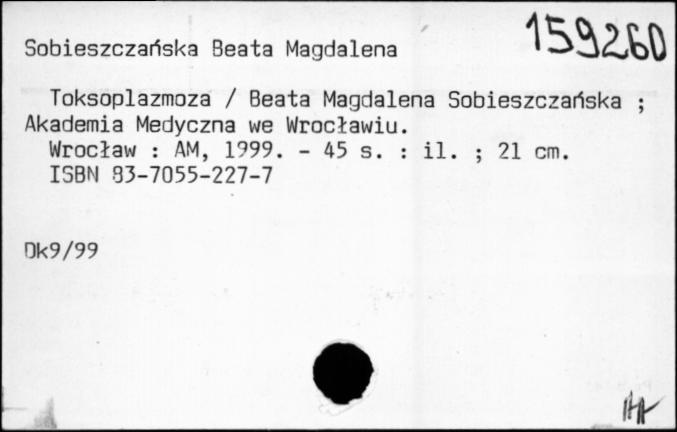 159260
Sobieszczańska Beata Magdalena
Toksoplazmoza / Beata Magdalena Sobieszczańska ;
Akademia Medyczna we Wrocławiu.
Wrocław : AM, 1999. - 45 s. : il. ; 21 cm.
ISBN 83-7055-227-7
Dk9/99